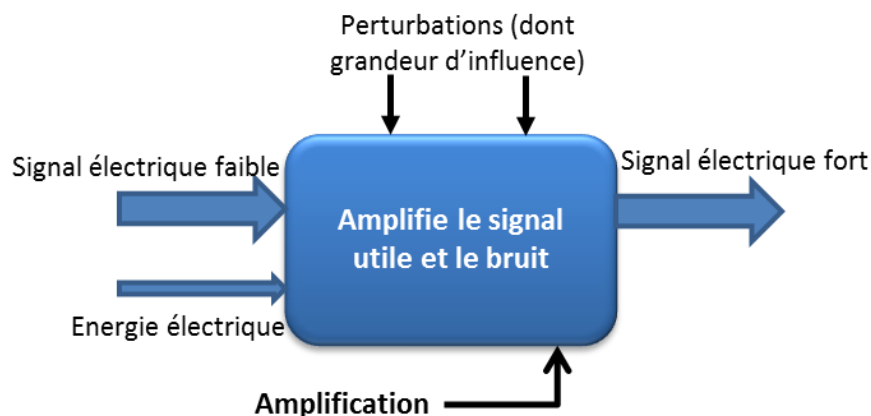 Perturbations (dont
grandeur d’influence)
Signal électrique faible
Signal électrique fort
Amplifie le signal
utile et le bruit
Energie électrique
Amplification